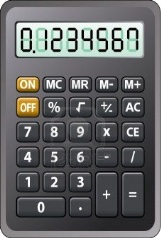 0.1234567
ON MC MR M- M+
OFF % √ +/- AC
7 8 9 x CE
4 5 6 - /
1 2 3 + =
0 .